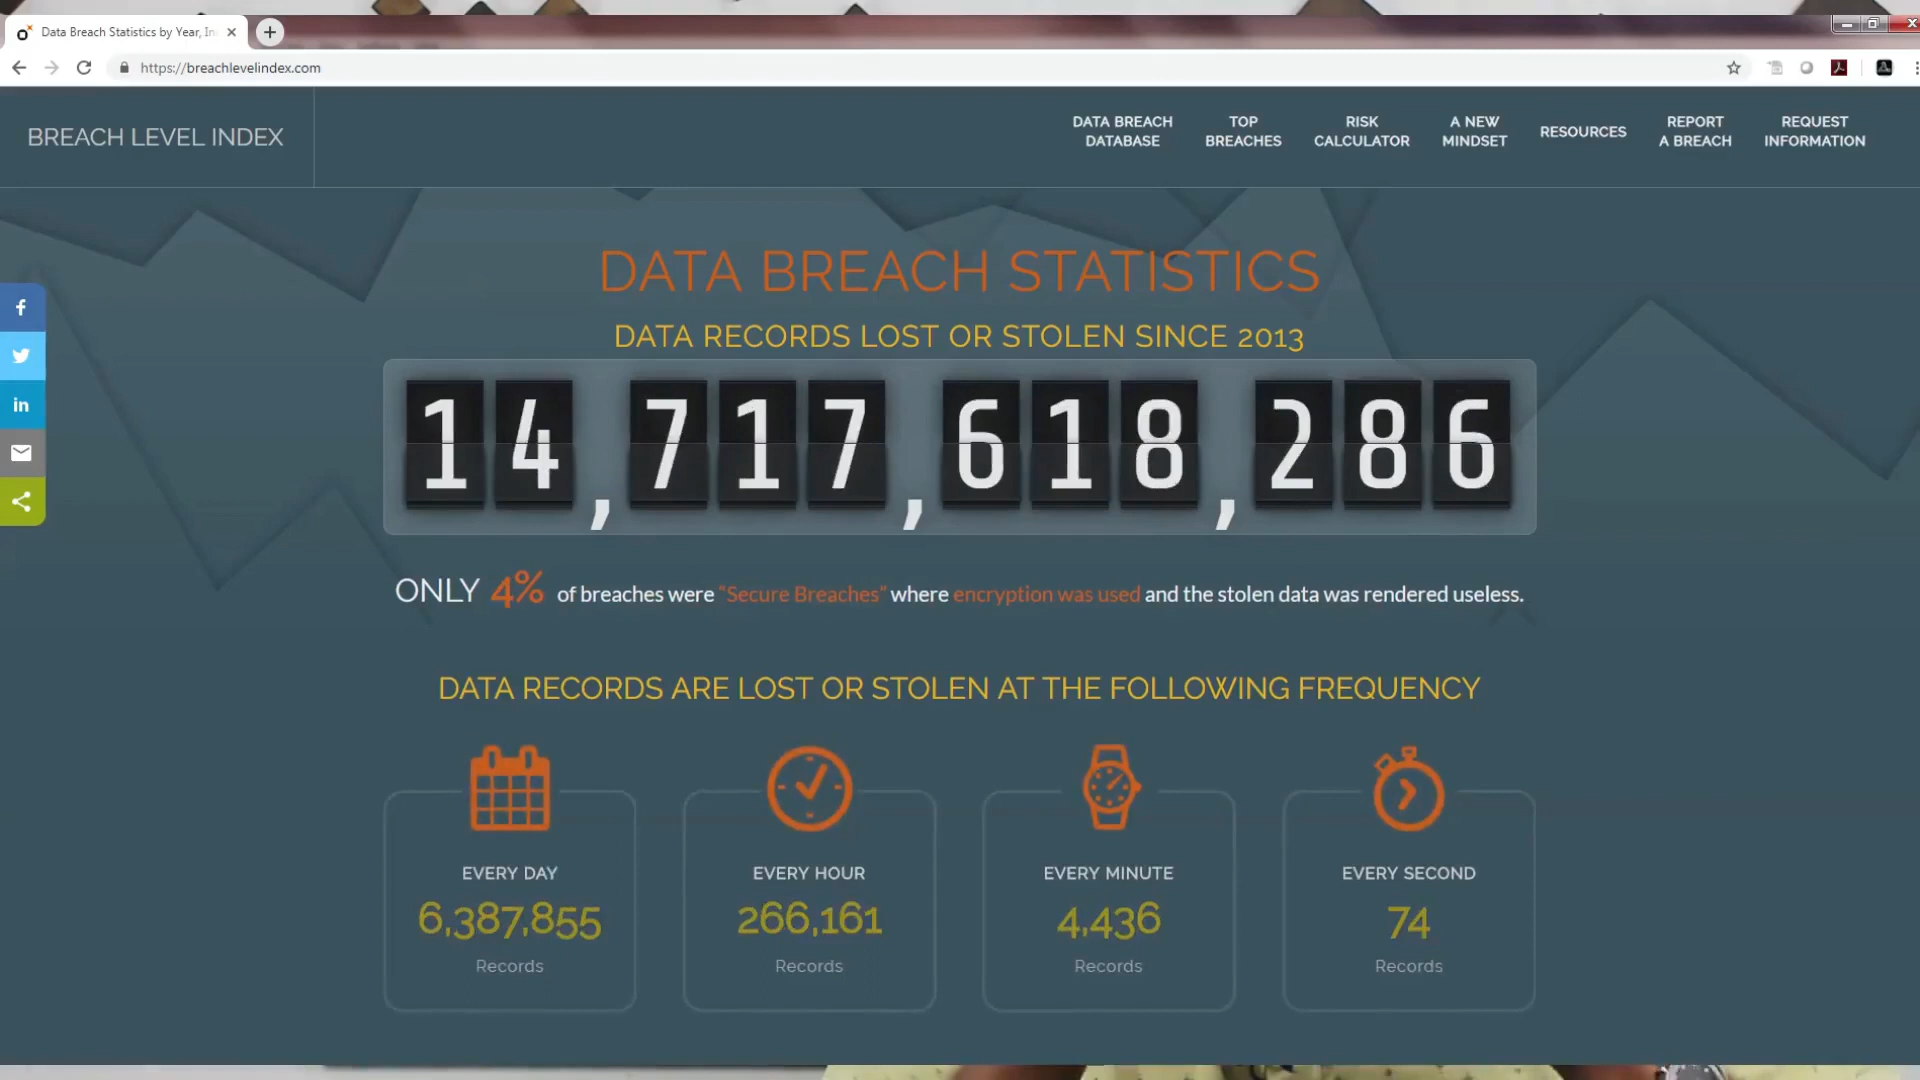 Data Breach Statistics by Year, In
https://breachlevelindex.com
BREACH LEVEL INDEX
DATA BREACH
DATABASE
TOP
BREACHES
RISK
CALCULATOR
A NEW
MINDSET
RESOURCES
REPORT
A BREACH
REQUEST
INFORMATION
DATA BREACH STATISTICS
DATA RECORDS LOST OR STOLEN SINCE 2013
14,717,618,286
ONLY 4% of breaches were “Secure Breaches” where encryption was used and the stolen data was rendered useless.
DATA RECORDS ARE LOST OR STOLEN AT THE FOLLOWING FREQUENCY
EVERY DAY
6,387,855
Records
EVERY HOUR
266,161
Records
EVERY MINUTE
4,436
Records
EVERY SECOND
74
Records